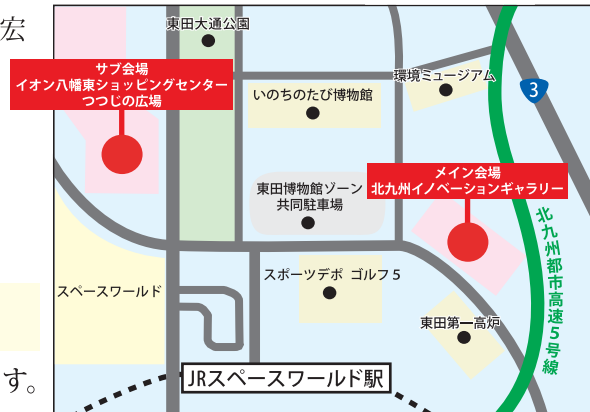 宏
東田大通公園
サブ会場
イオン八幡東ショッピングセンター
つつじの広場
環境ミュージアム
3
いのちのたび博物館
メイン会場
北九州イノベーションギャラリー
東田博物館ゾーン
共同駐車場
北九州都市高速5号線
スポーツデポ ゴルフ5
スペースワールド
東田第一高炉
す。
JRスペースワールド駅